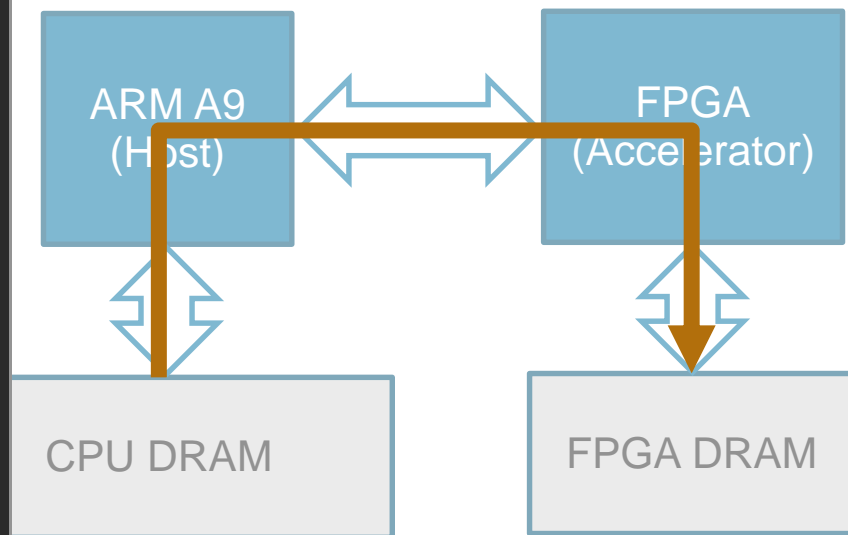 ARM A9
(Host)
FPGA
(Accelerator)
CPU DRAM
FPGA DRAM